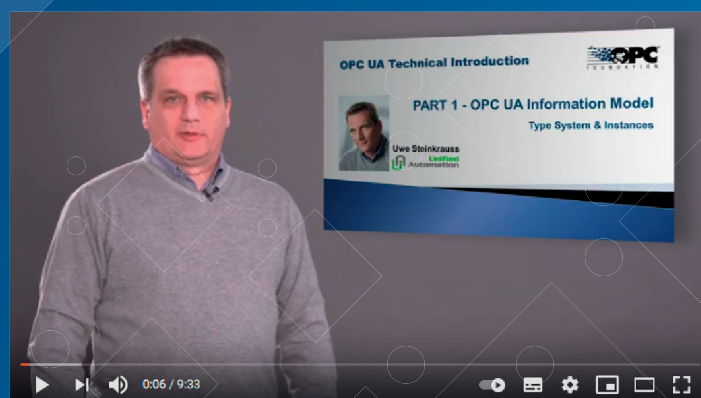 OPC UA Technical Introduction
OPC
FOUNDATION
PART 1 - OPC UA Information Model
Type System & Instances
Uwe Steinkrauss
Unified
Automation
0:06 / 9:33